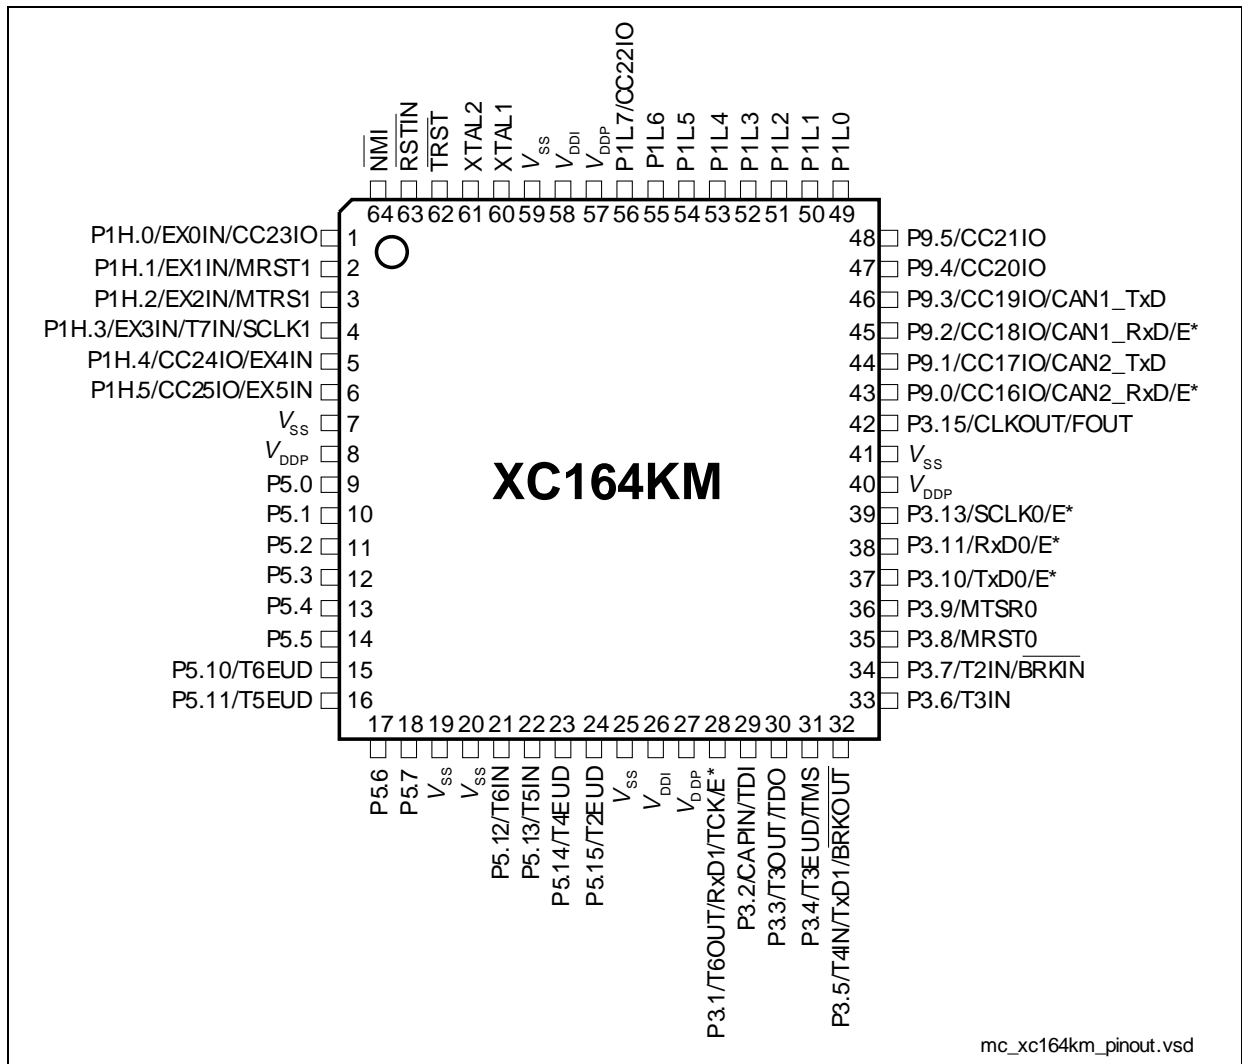 NMI
RSTIN
TRST
XTAL2
XTAL1
VSS
VDDI
VDDP
P1L7/CC22IO
P1L6
P1L5
P1L4
P1L3
P1L2
P1L1
P1L0
64 63 62 61 60 59 58 57 56 55 54 53 52 51 50 49
P1H.0/EX0IN/CC23IO 1
P1H.1/EX1IN/MRST1 2
P1H.2/EX2IN/MTRS1 3
P1H.3/EX3IN/T7IN/SCLK1 4
P1H.4/CC24IO/EX4IN 5
P1H.5/CC25IO/EX5IN 6
VSS 7
VDDP 8
P5.0 9
P5.1 10
P5.2 11
P5.3 12
P5.4 13
P5.5 14
P5.10/T6EUD 15
P5.11/T5EUD 16
XC164KM
48 P9.5/CC21IO
47 P9.4/CC20IO
46 P9.3/CC19IO/CAN1_TxD
45 P9.2/CC18IO/CAN1_RxD/E*
44 P9.1/CC17IO/CAN2_TxD
43 P9.0/CC16IO/CAN2_RxD/E*
42 P3.15/CLKOUT/FOUT
41 VSS
40 VDDP
39 P3.13/SCLK0/E*
38 P3.11/RxD0/E*
37 P3.10/TxD0/E*
36 P3.9/MTSR0
35 P3.8/MRST0
34 P3.7/T2IN/BRKIN
33 P3.6/T3IN
17 18 19 20 21 22 23 24 25 26 27 28 29 30 31 32
P5.6
P5.7
VSS
VSS
P5.12/T6IN
P5.13/T5IN
P5.14/T4EUD
P5.15/T2EUD
VSS
VDDI
VDDP
P3.1/T6OUT/RxD1/TCK/E*
P3.2/CAPIN/TDI
P3.3/T3OUT/TDO
P3.4/T3EUD/TMS
P3.5/T4IN/TxD1/BRKOUT
mc_xc164km_pinout.vsd